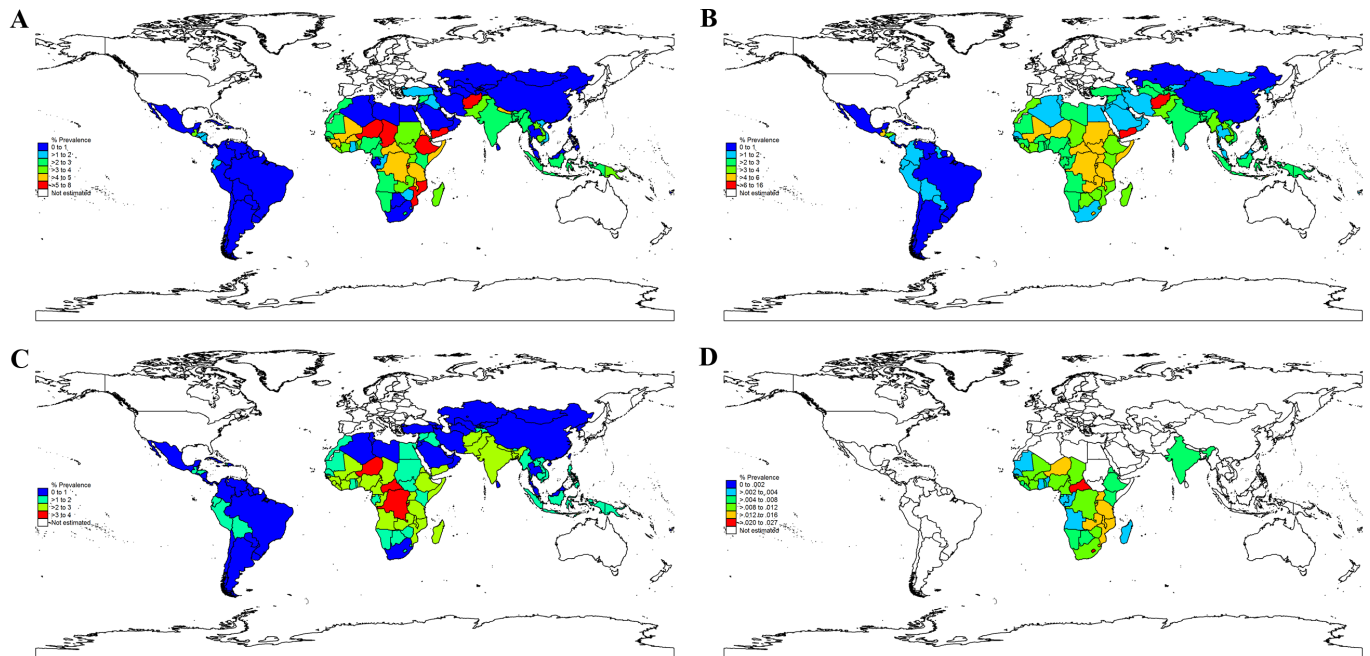 A
% Prevalence
0 to 1
>1 to 2
>2 to 3
>3 to 4
>4 to 5
>5 to 8
Not estimated
B
% Prevalence
0 to 1
>1 to 2
>2 to 3
>3 to 4
>4 to 6
>6 to 16
Not estimated
C
% Prevalence
0 to 1
>1 to 2
>2 to 3
>3 to 4
Not estimated
D
% Prevalence
0 to .002
>.002 to .004
>.004 to .008
>.008 to .012
>.012 to .016
>.020 to .027
Not estimated